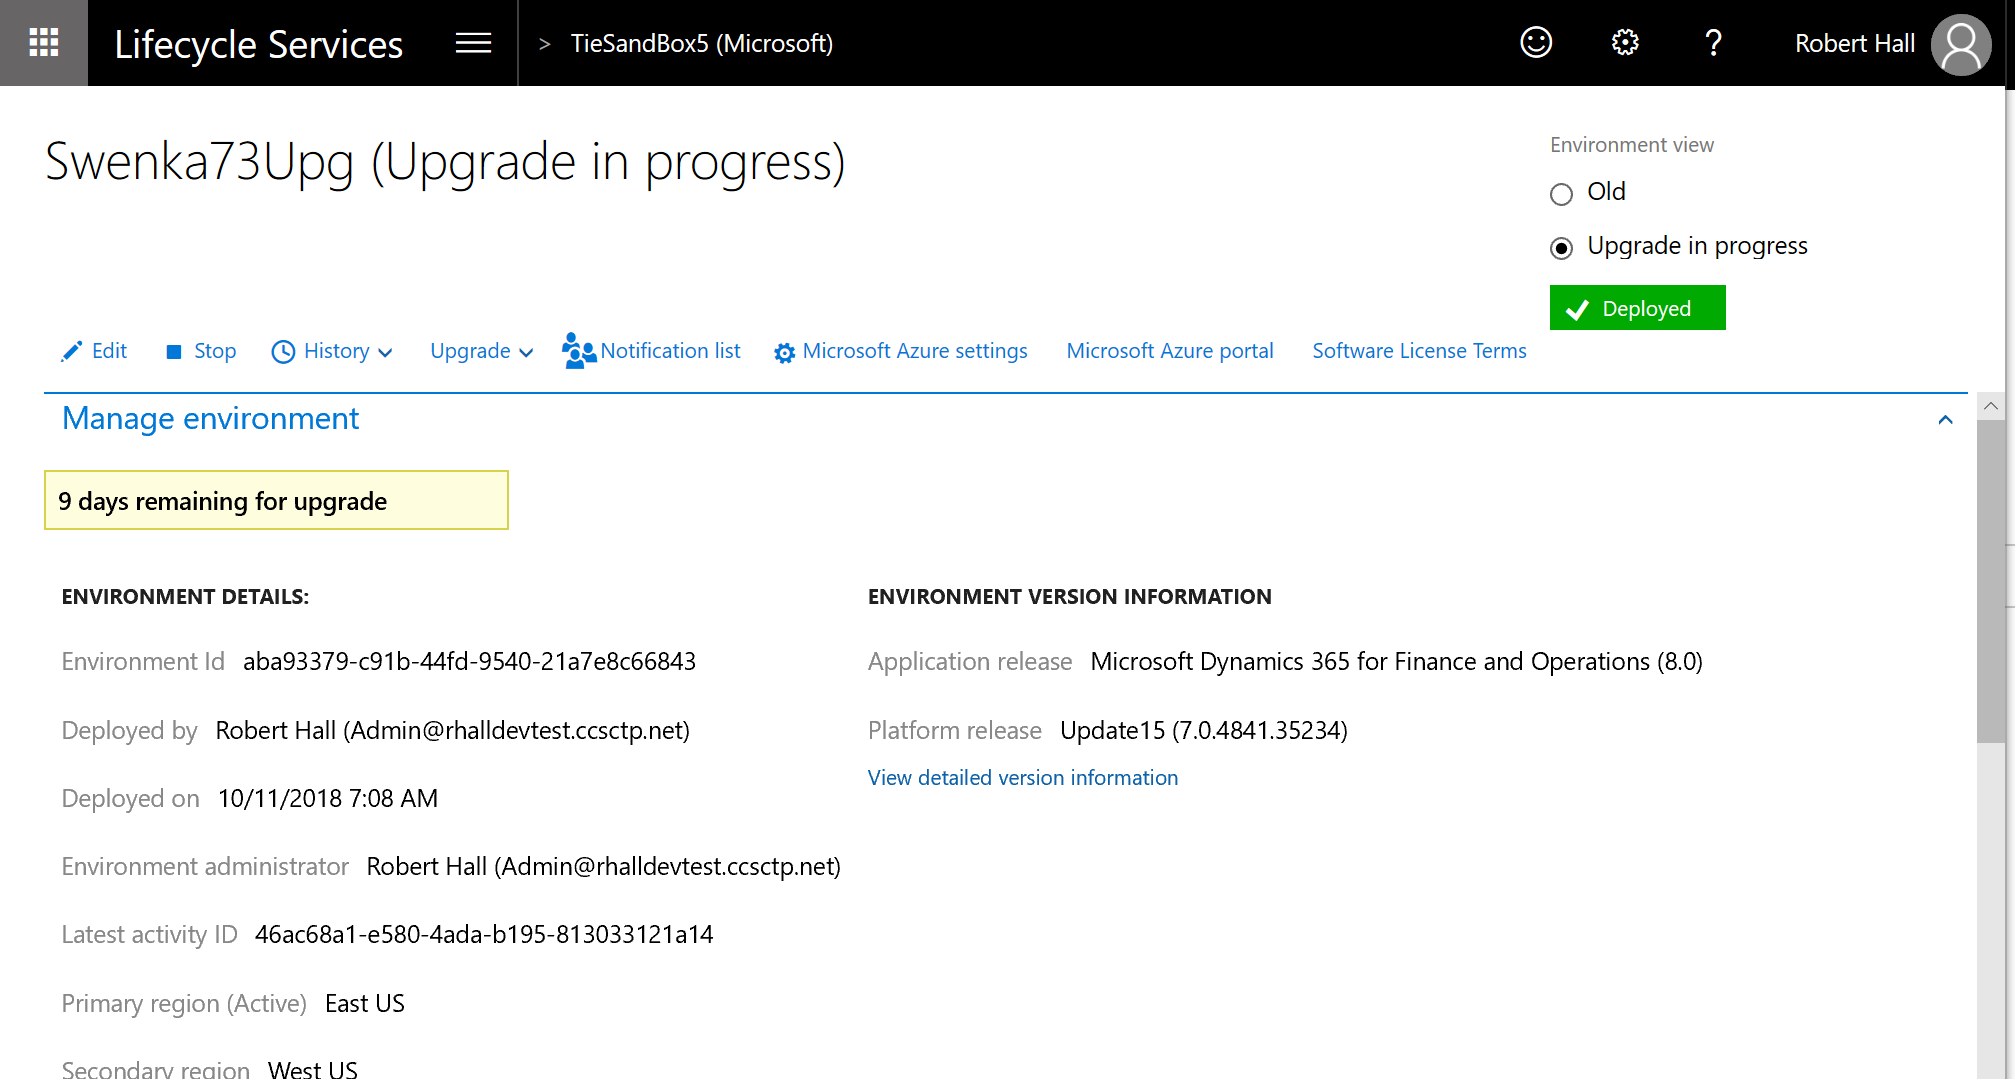 Lifecycle Services > TieSandBox5 (Microsoft) ? Robert Hall
Swenka73Upg (Upgrade in progress)
Environment view
Old
Upgrade in progress
Deployed
Edit Stop History Upgrade Notification list Microsoft Azure settings Microsoft Azure portal Software License Terms
Manage environment
9 days remaining for upgrade
ENVIRONMENT DETAILS:
Environment Id aba93379-c91b-44fd-9540-21a7e8c66843
Deployed by Robert Hall (Admin@rhalldevtest.ccsctp.net)
Deployed on 10/11/2018 7:08 AM
Environment administrator Robert Hall (Admin@rhalldevtest.ccsctp.net)
Latest activity ID 46ac68a1-e580-4ada-b195-813033121a14
Primary region (Active) East US
Secondary region West US
ENVIRONMENT VERSION INFORMATION
Application release Microsoft Dynamics 365 for Finance and Operations (8.0)
Platform release Update15 (7.0.4841.35234)
View detailed version information